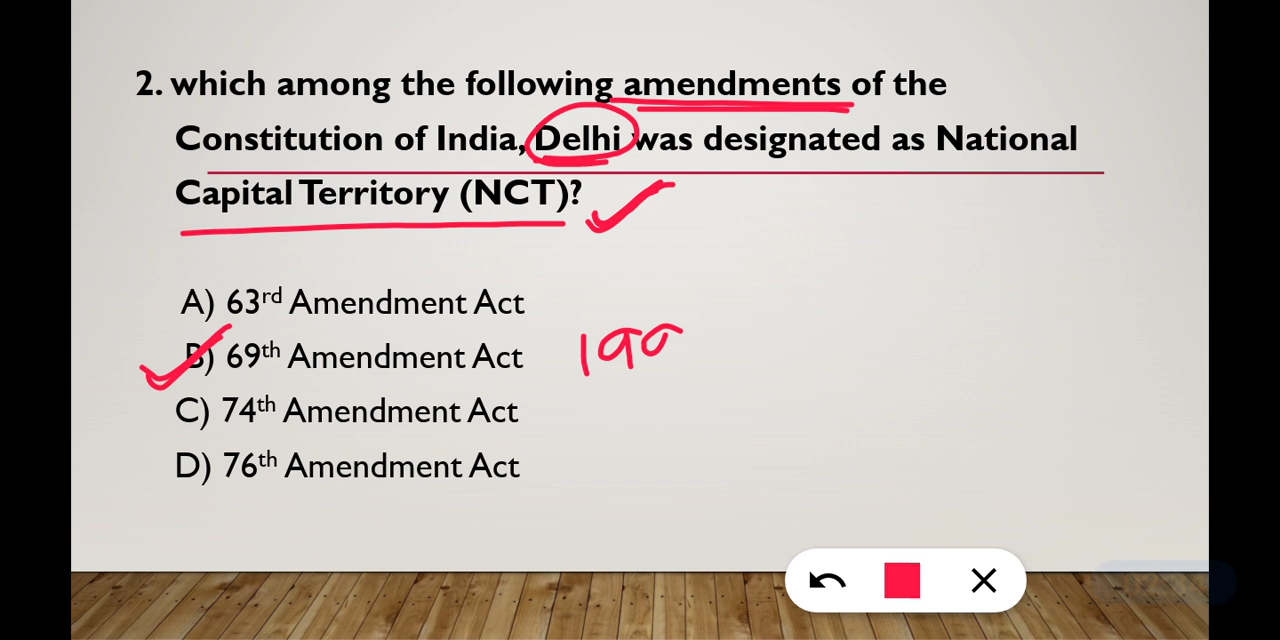 2. which among the following amendments of the
Constitution of India, Delhi was designated as National
Capital Territory (NCT)?
A) 63rd Amendment Act
B) 69th Amendment Act 199
C) 74th Amendment Act
D) 76th Amendment Act